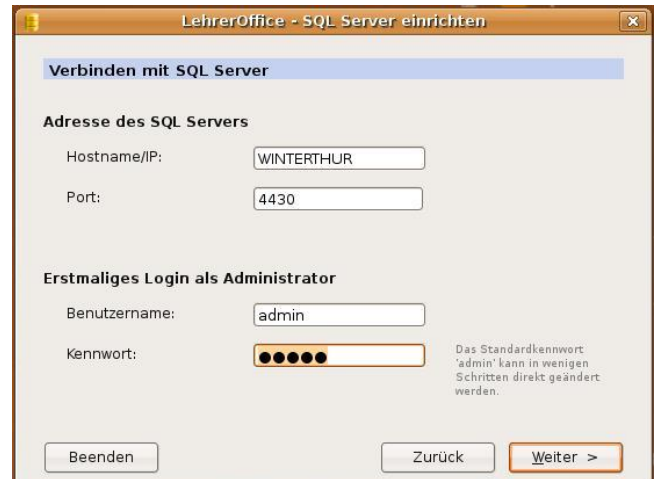 LehrerOffice - SQL Server einrichten
Verbinden mit SQL Server
Adresse des SQL Servers
Hostname/IP: WINTERTHUR
Port: 4430
Erstmaliges Login als Administrator
Benutzername: admin
Kennwort: ●●●●●
Das Standardkennwort
'admin' kann in wenigen
Schritten direkt geändert
werden.
Beenden Zurück Weiter >